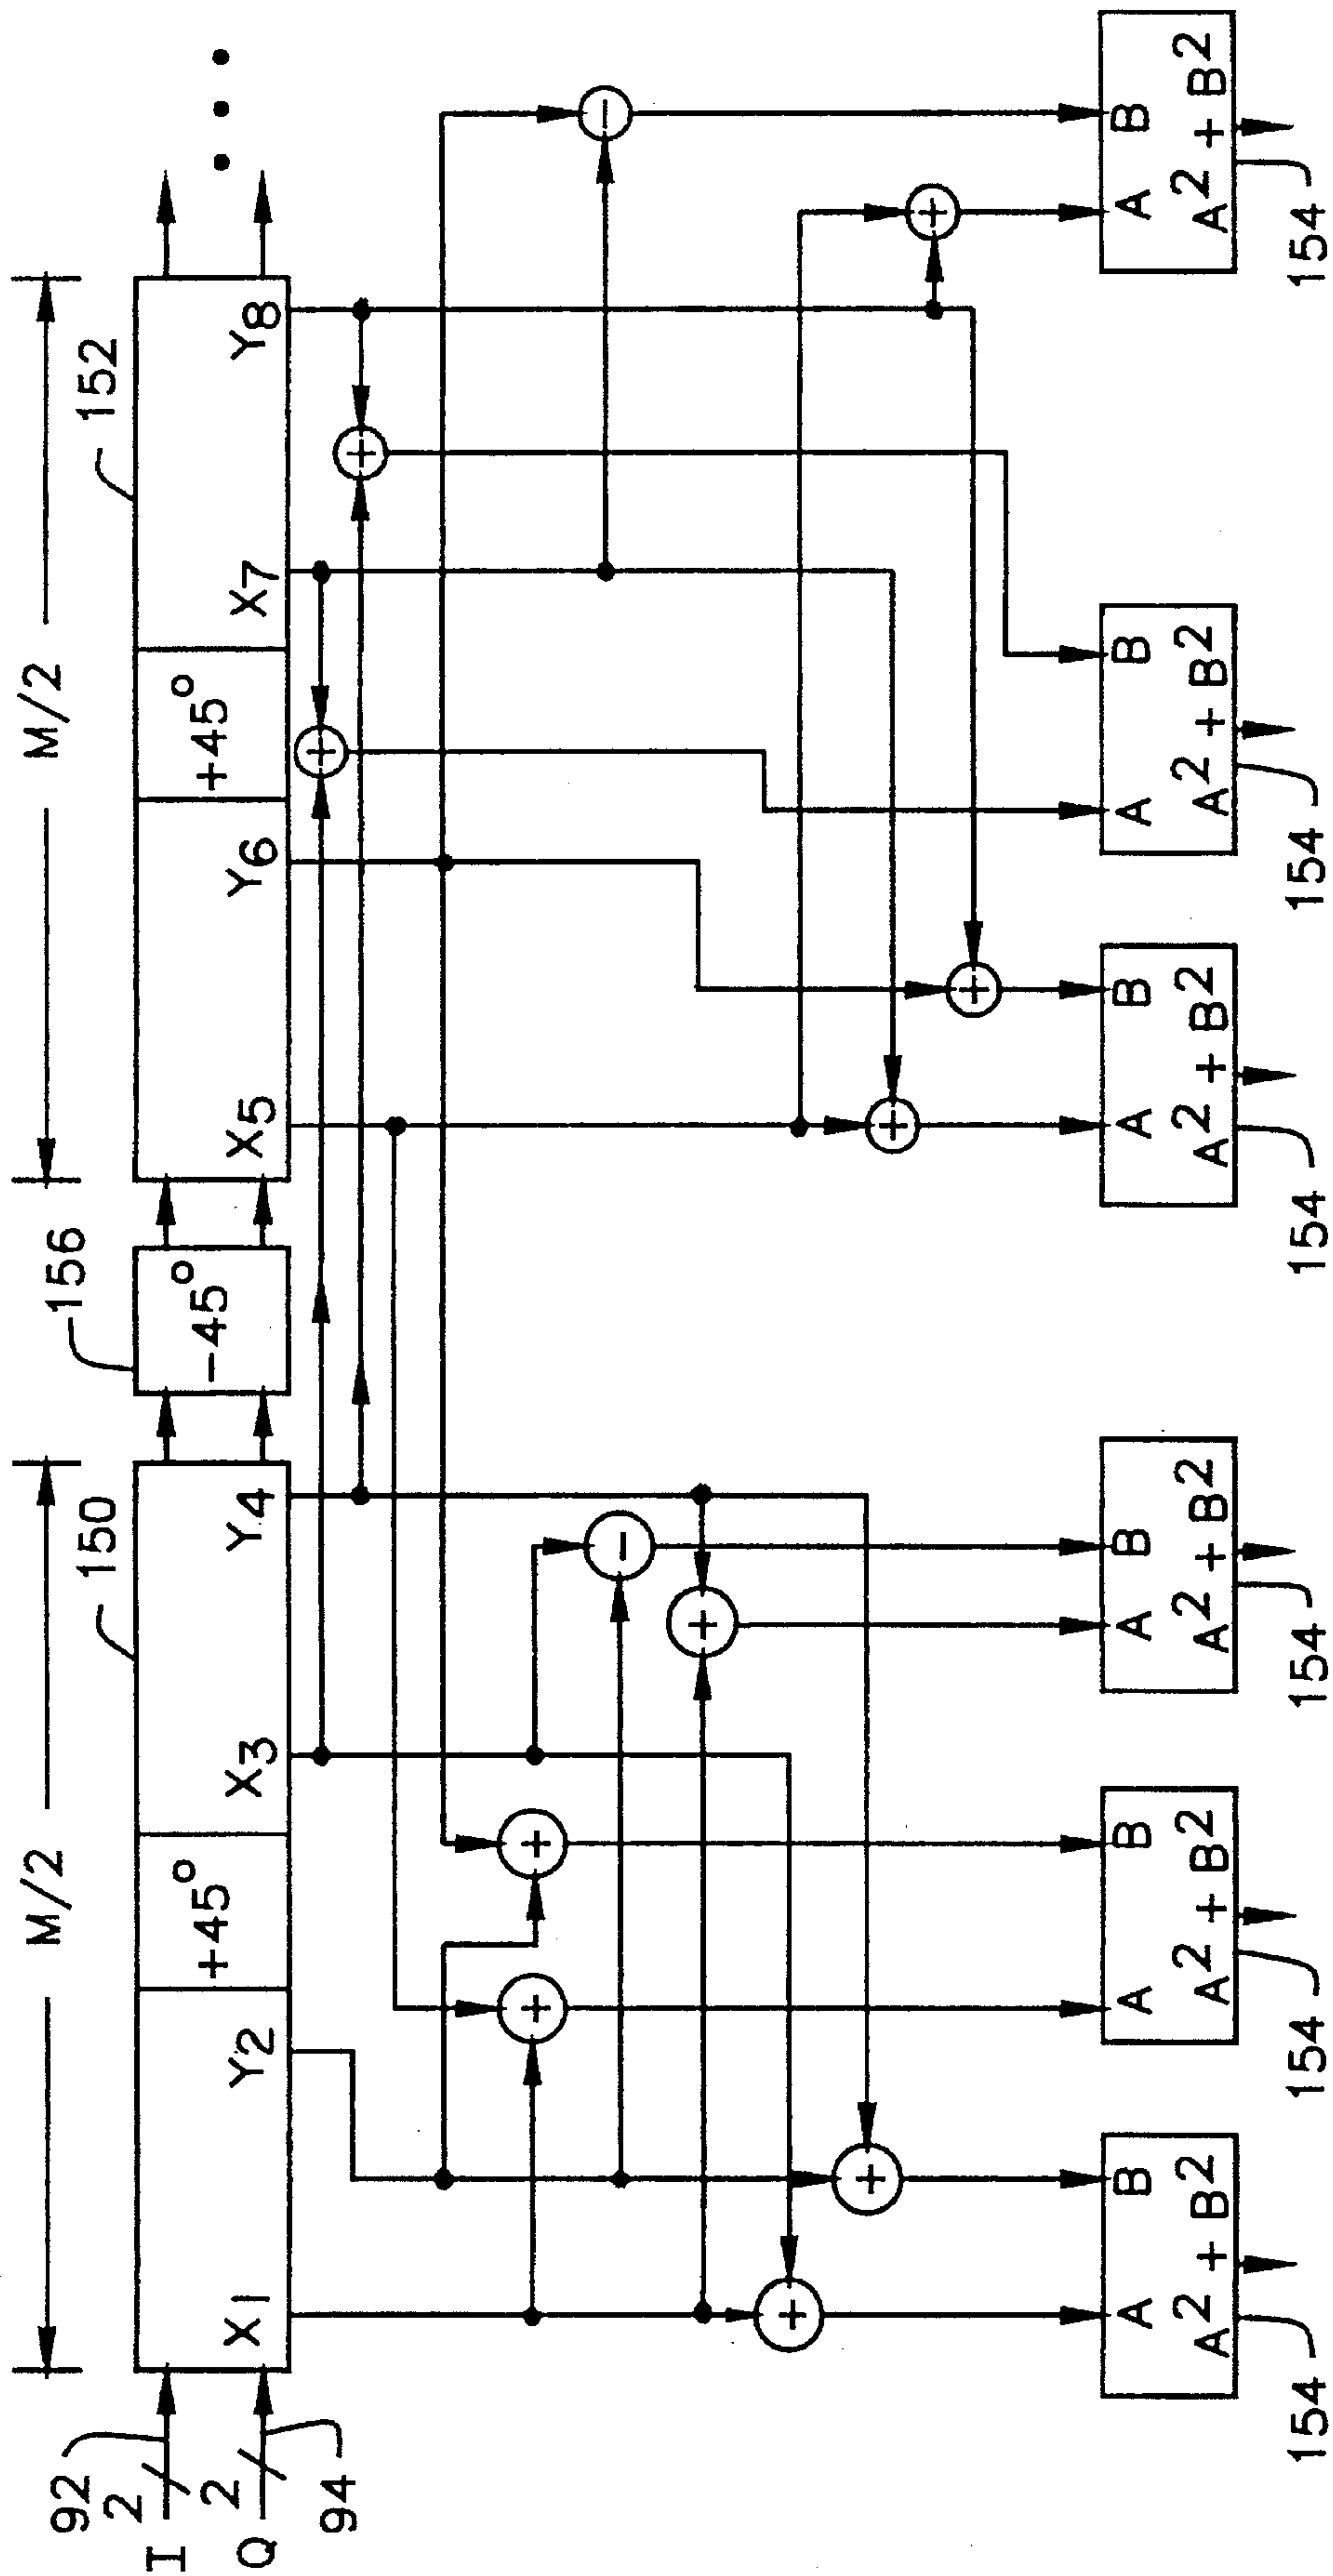 M/2
M/2
92
2
I
2
Q
94
150
156
152
+45°
-45°
+45°
X1
Y2
X3
Y4
X5
Y6
X7
Y8
+
+
-
+
+
+
+
+
-
+
+
+
A
B
A² + B²
154
A
B
A² + B²
154
A
B
A² + B²
154
A
B
A² + B²
154
A
B
A² + B²
154
A
B
A² + B²
154